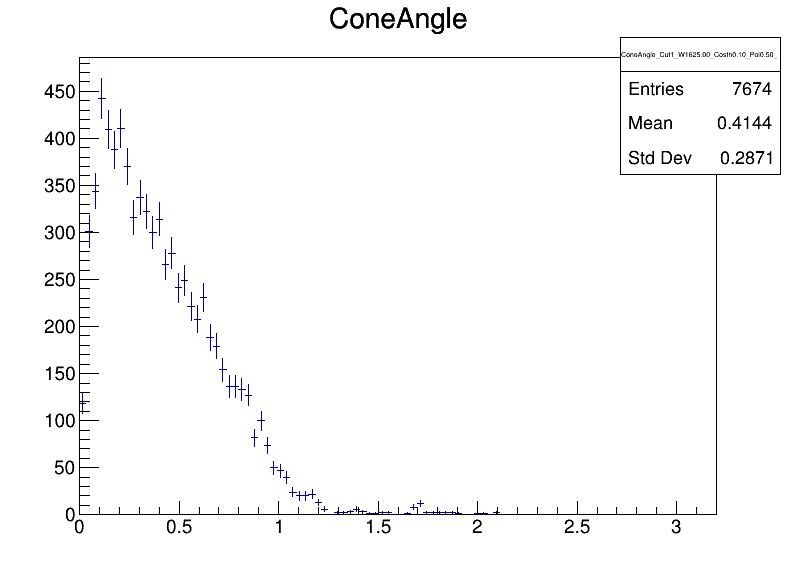 ConeAngle
ConeAngle_Cut1_W1625.00_Costh0.10_Pol0.50_
Entries 7674
Mean 0.4144
Std Dev 0.2871
450
400
350
300
250
200
150
100
50
0
0 0.5 1 1.5 2 2.5 3